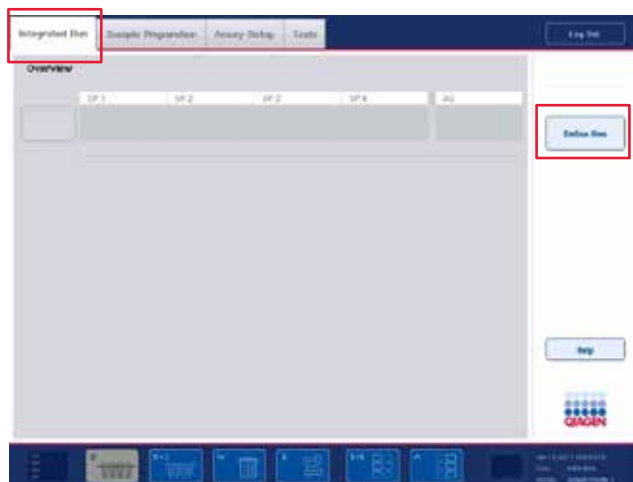 Integrated Run
Sample Preparation
Assay Setup
Tools
Log Out
Overview
SP 1
SP 2
SP 3
SP 4
AS
Define Run
Help
QIAGEN